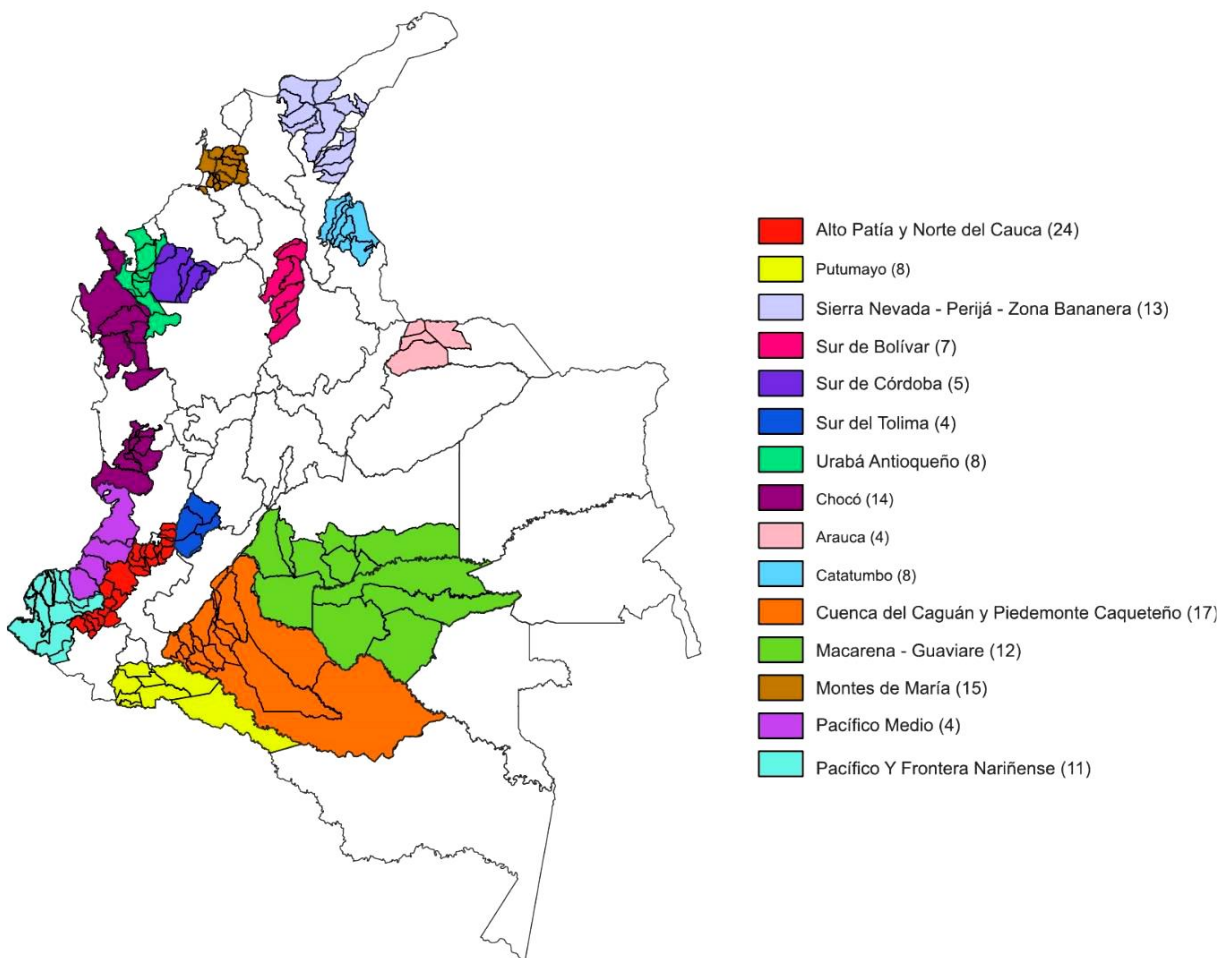 Alto Patía y Norte del Cauca (24)
Putumayo (8)
Sierra Nevada - Perijá - Zona Bananera (13)
Sur de Bolívar (7)
Sur de Córdoba (5)
Sur del Tolima (4)
Urabá Antioqueño (8)
Chocó (14)
Arauca (4)
Catatumbo (8)
Cuenca del Caguán y Piedemonte Caqueteño (17)
Macarena - Guaviare (12)
Montes de María (15)
Pacífico Medio (4)
Pacífico Y Frontera Nariñense (11)